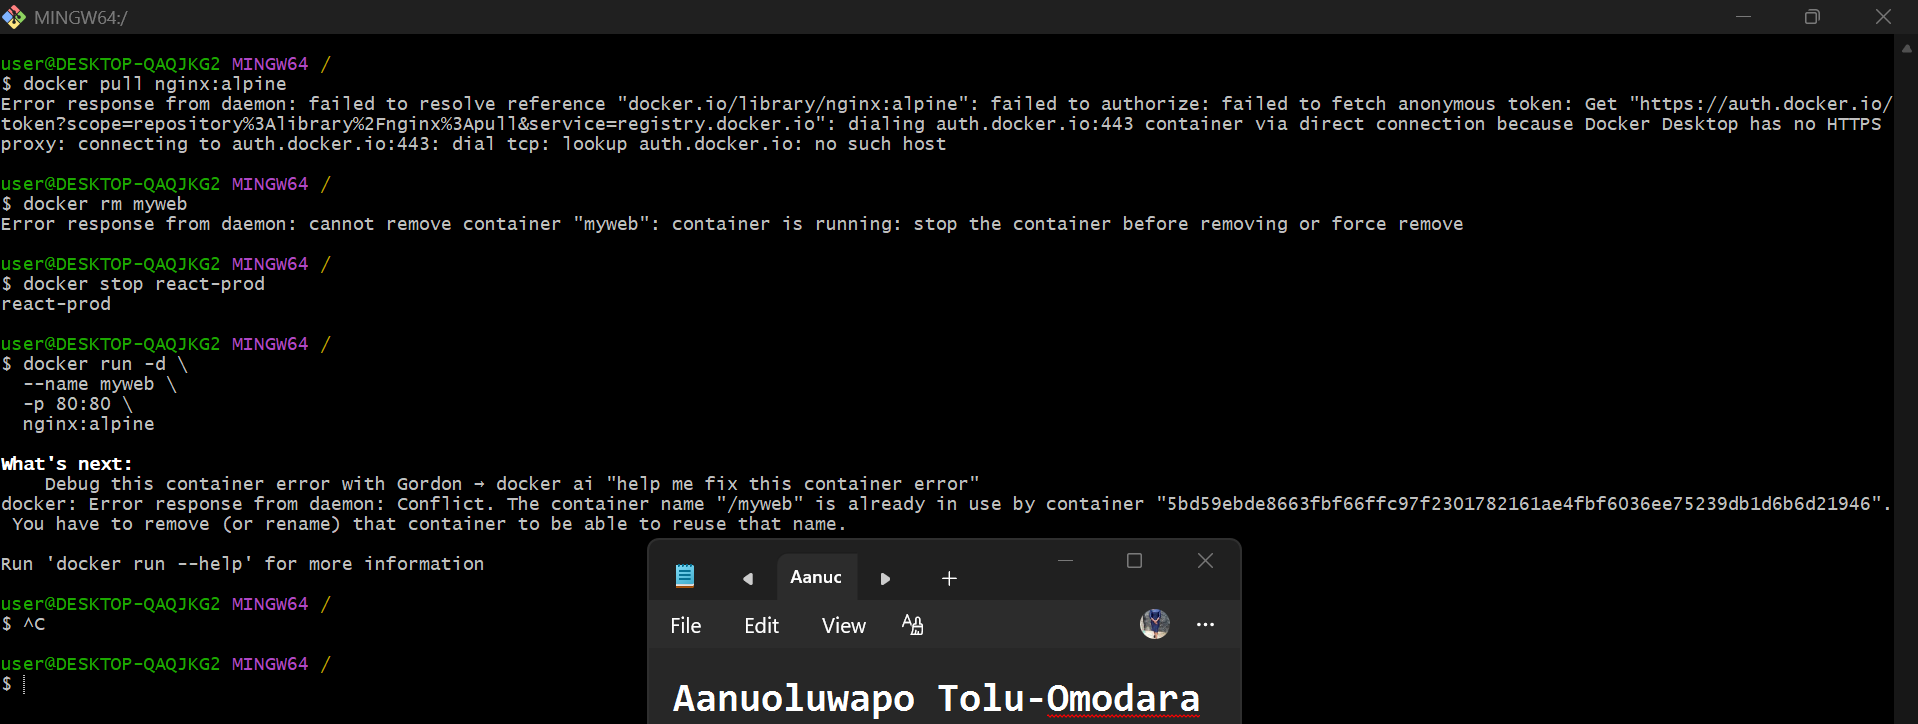 MINGW64:/
user@DESKTOP-QAQJKG2 MINGW64 /
$ docker pull nginx:alpine
Error response from daemon: failed to resolve reference "docker.io/library/nginx:alpine": failed to authorize: failed to fetch anonymous token: Get "https://auth.docker.io/
token?scope=repository%3Alibrary%2Fnginx%3Apull&service=registry.docker.io": dialing auth.docker.io:443 container via direct connection because Docker Desktop has no HTTPS
proxy: connecting to auth.docker.io:443: dial tcp: lookup auth.docker.io: no such host
user@DESKTOP-QAQJKG2 MINGW64 /
$ docker rm myweb
Error response from daemon: cannot remove container "myweb": container is running: stop the container before removing or force remove
user@DESKTOP-QAQJKG2 MINGW64 /
$ docker stop react-prod
react-prod
user@DESKTOP-QAQJKG2 MINGW64 /
$ docker run -d \
--name myweb \
-p 80:80 \
nginx:alpine
What's next:
Debug this container error with Gordon → docker ai "help me fix this container error"
docker: Error response from daemon: Conflict. The container name "/myweb" is already in use by container "5bd59ebde8663fbf66ffc97f2301782161ae4fbf6036ee75239db1d6b6d21946".
You have to remove (or rename) that container to be able to reuse that name.
Run 'docker run --help' for more information
user@DESKTOP-QAQJKG2 MINGW64 /
$ ^C
user@DESKTOP-QAQJKG2 MINGW64 /
$
Aanuc
File Edit View
Aanuoluwapo Tolu-Omodara